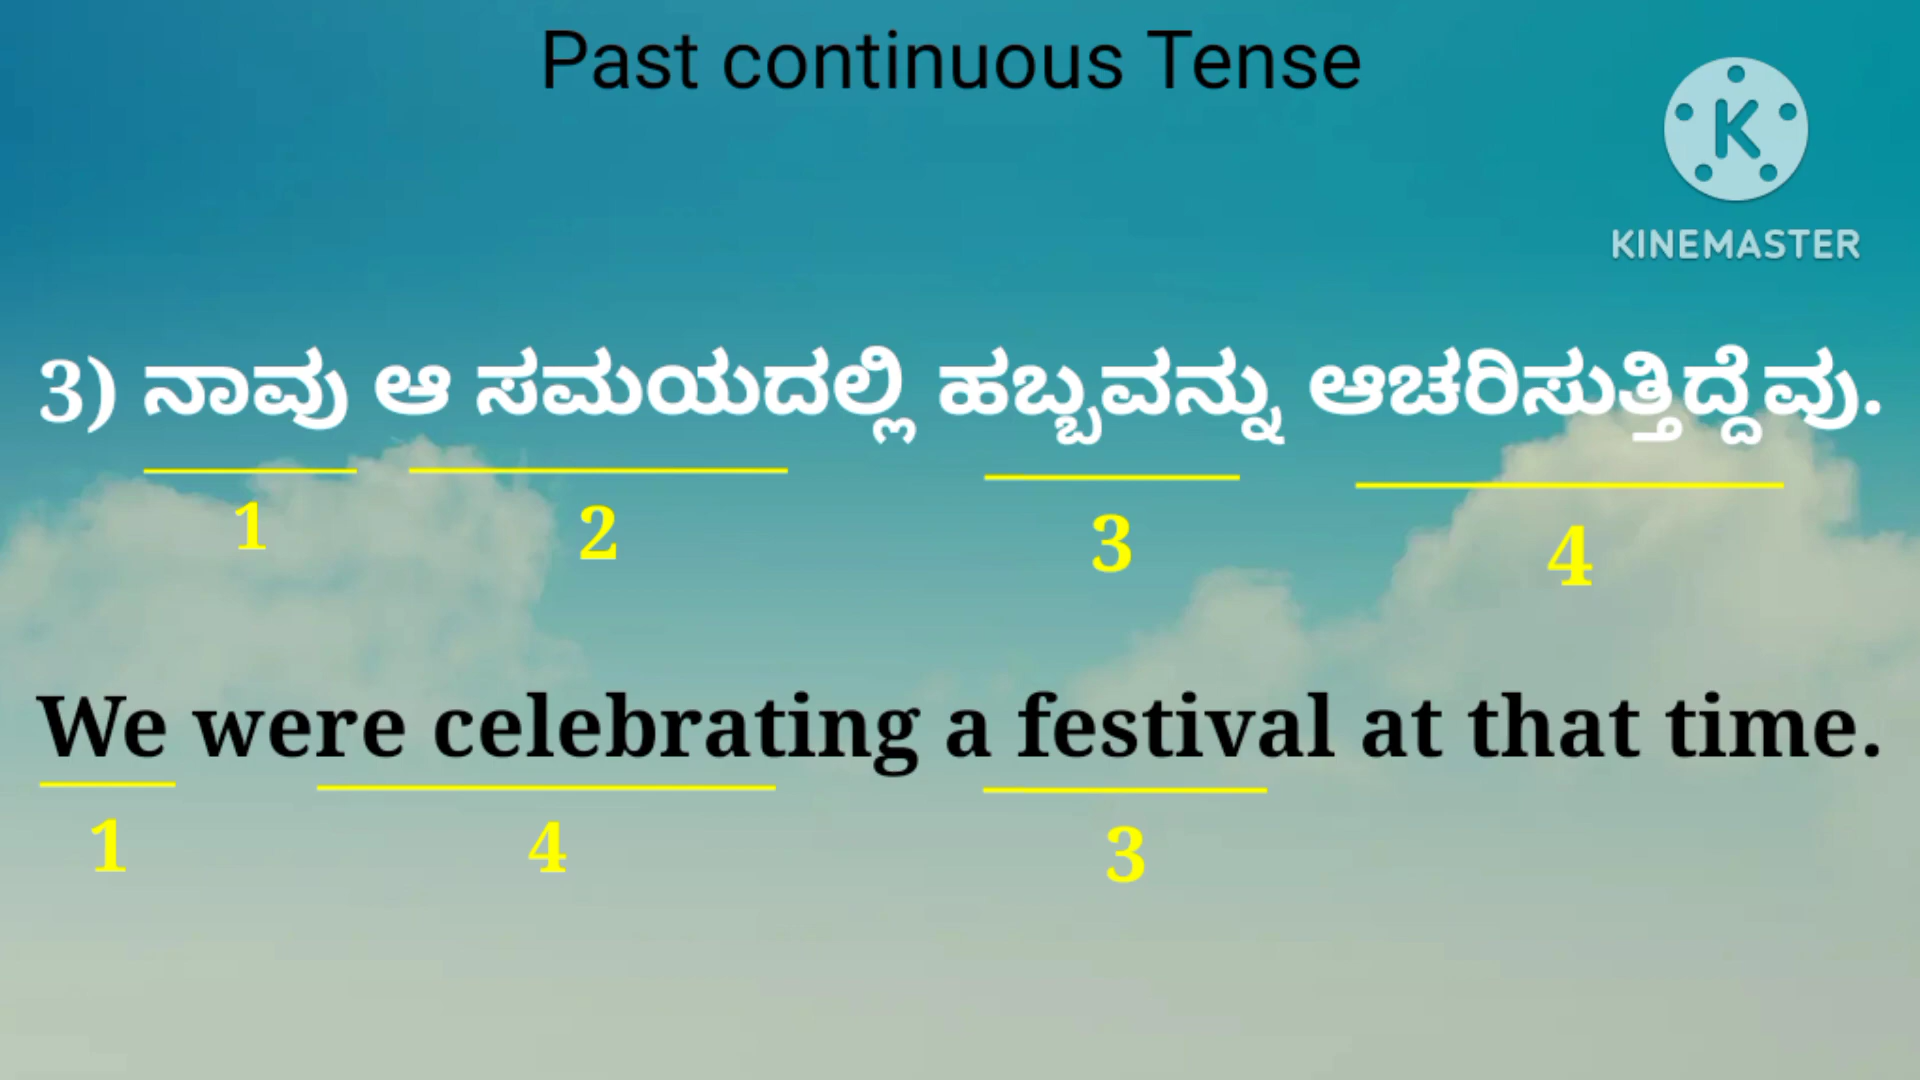 Past continuous Tense
K
KINEMASTER
3) ನಾವು ಆ ಸಮಯದಲ್ಲಿ ಹಬ್ಬವನ್ನು ಆಚರಿಸುತ್ತಿದ್ದೆವು.
1 2 3 4
We were celebrating a festival at that time.
1 4 3